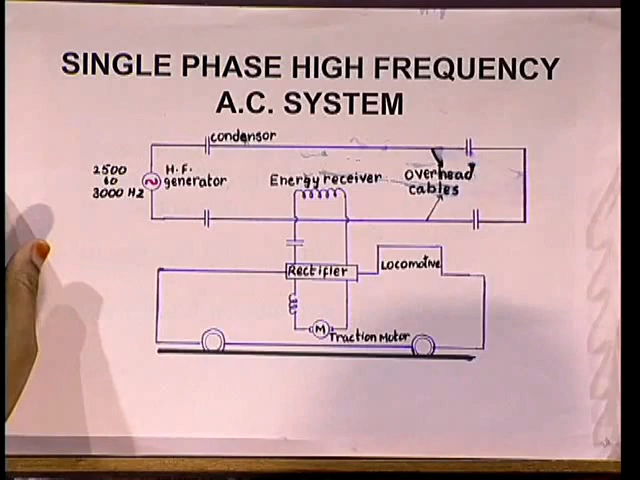 SINGLE PHASE HIGH FREQUENCY
A.C. SYSTEM
condensor
2500
to
3000 HZ
H.F.
generator
Energy receiver
overhead
cables
Rectifier
Locomotive
M
Traction Motor